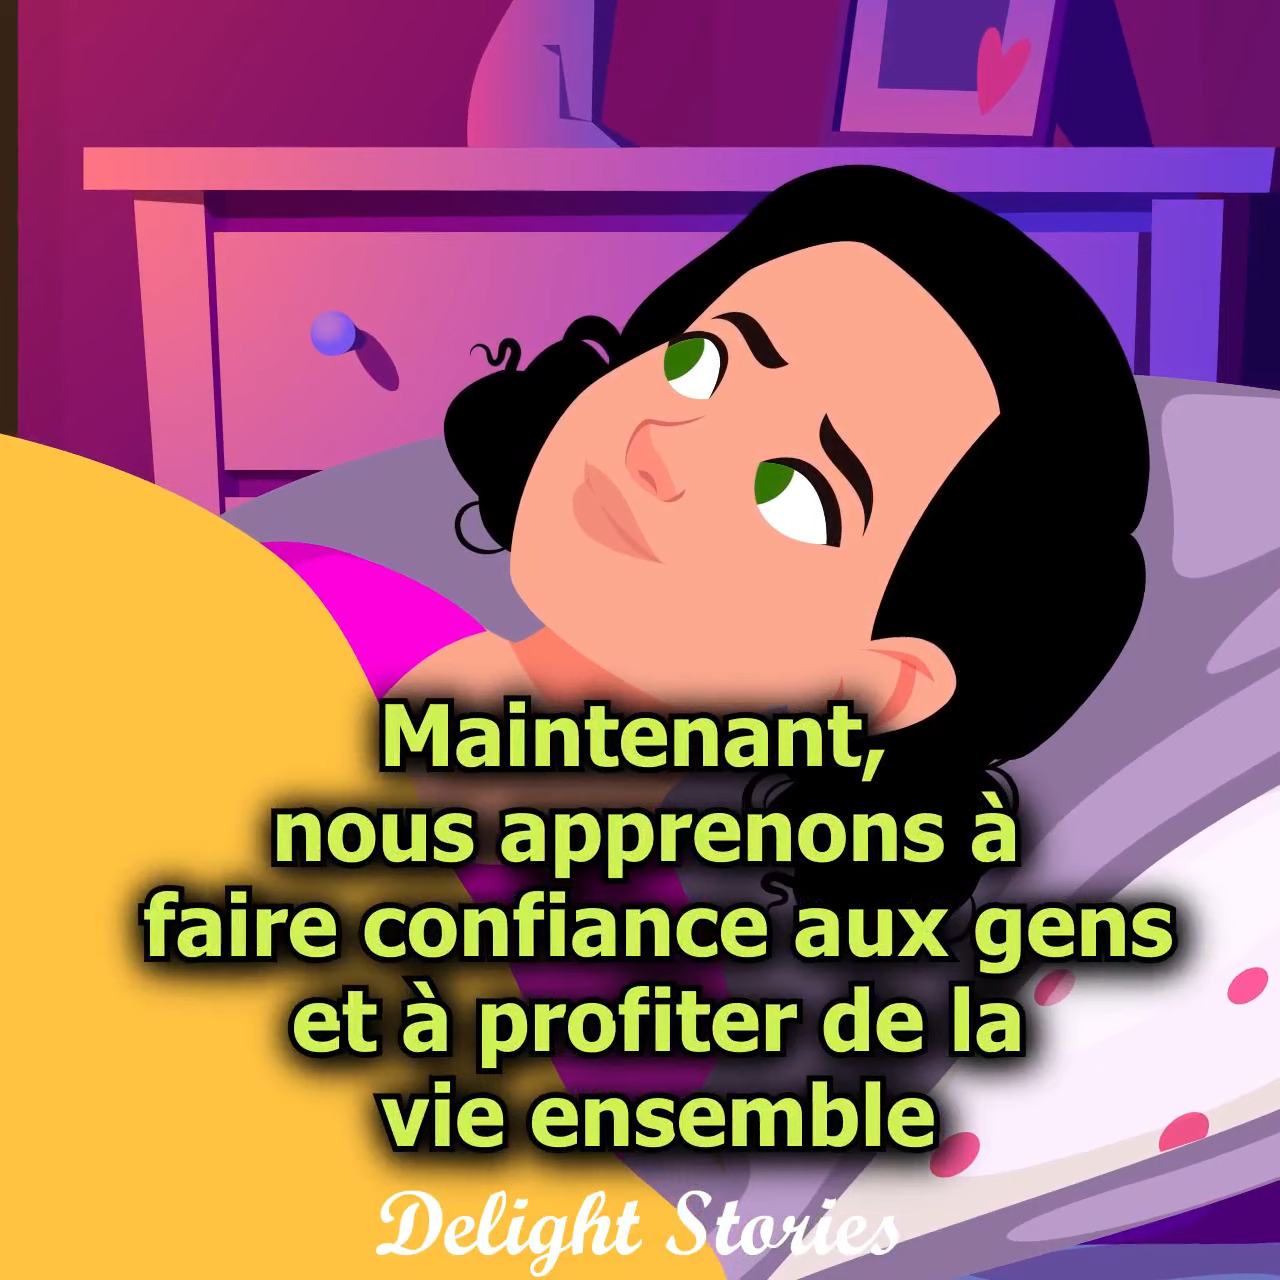 Maintenant,
nous apprenons à
faire confiance aux gens
et à profiter de la
vie ensemble
Delight Stories